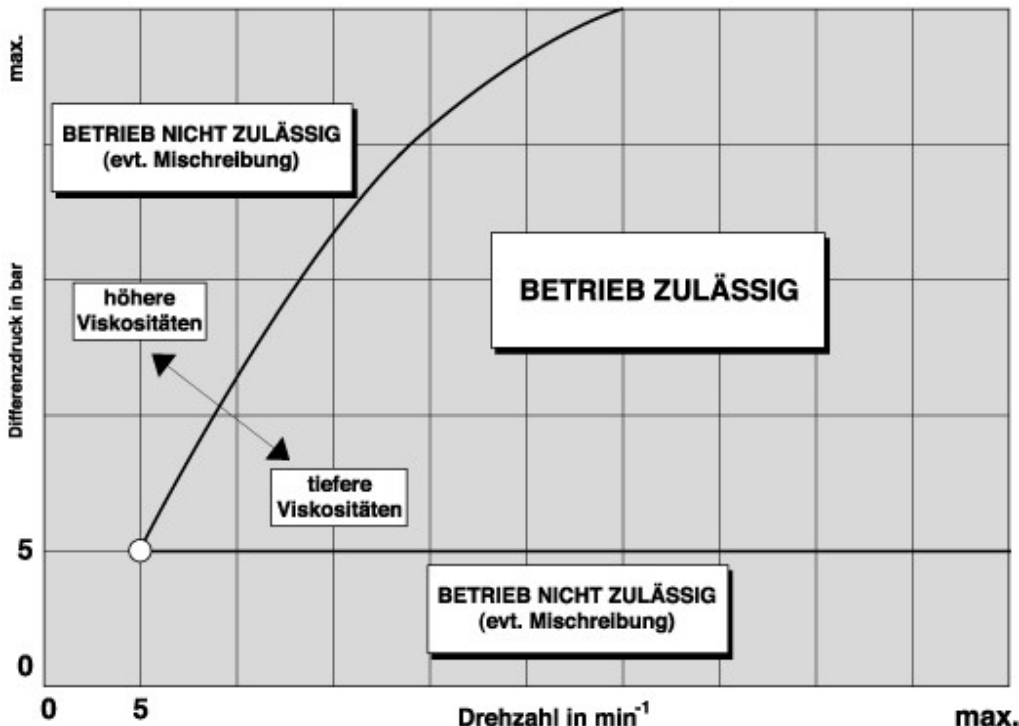 max.
BETRIEB NICHT ZULÄSSIG
(evt. Mischreibung)
BETRIEB ZULÄSSIG
Differenzdruck in bar
höhere
Viskositäten
tiefere
Viskositäten
5
BETRIEB NICHT ZULÄSSIG
(evt. Mischreibung)
0
0 5 Drehzahl in min⁻¹ max.